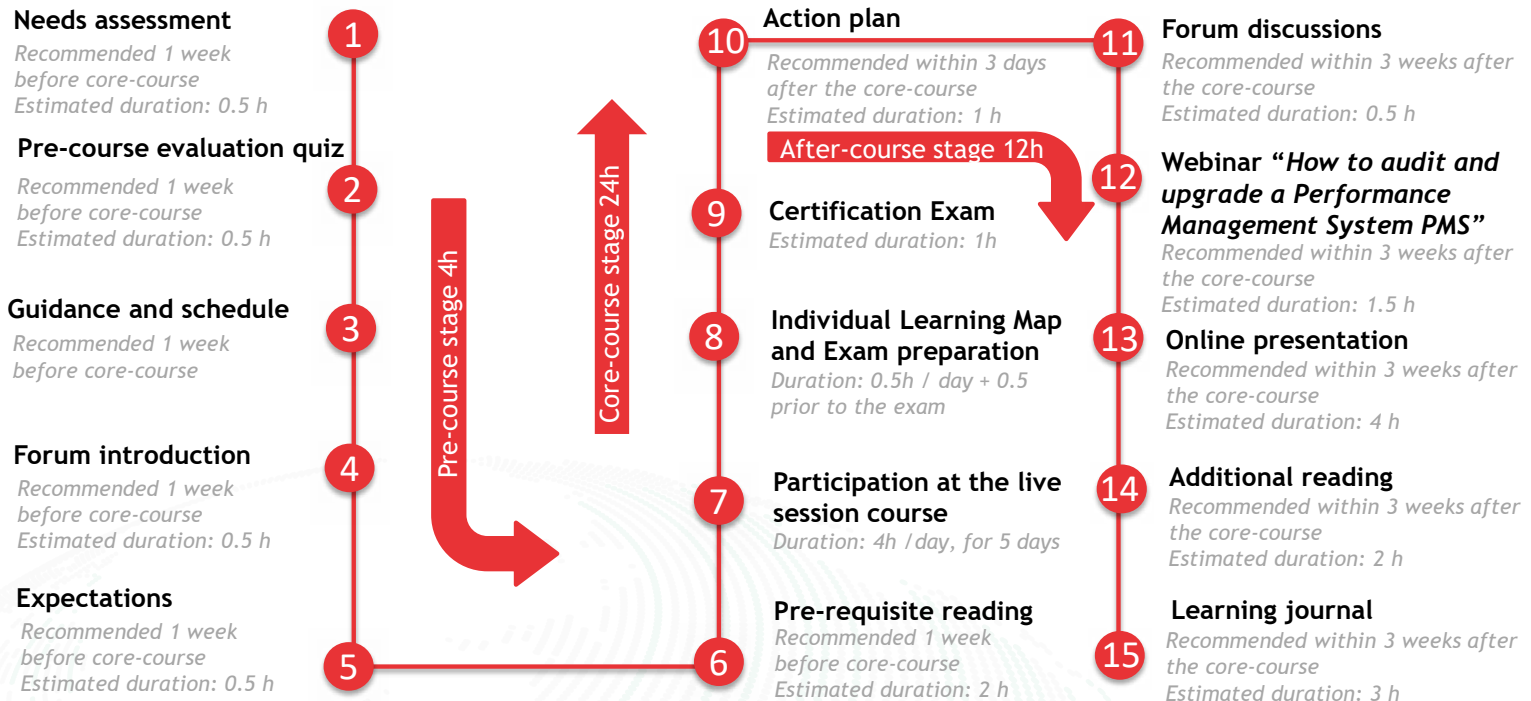 Needs assessment
Recommended 1 week
before core-course
Estimated duration: 0.5 h
1
Pre-course evaluation quiz
Recommended 1 week
before core-course
Estimated duration: 0.5 h
2
Guidance and schedule
Recommended 1 week
before core-course
3
Forum introduction
Recommended 1 week
before core-course
Estimated duration: 0.5 h
4
Expectations
Recommended 1 week
before core-course
Estimated duration: 0.5 h
5
Pre-course stage 4h
Core-course stage 24h
6
Pre-requisite reading
Recommended 1 week
before core-course
Estimated duration: 2 h
7
Participation at the live
session course
Duration: 4h /day, for 5 days
8
Individual Learning Map
and Exam preparation
Duration: 0.5h / day + 0.5
prior to the exam
9
Certification Exam
Estimated duration: 1h
10
Action plan
Recommended within 3 days
after the core-course
Estimated duration: 1 h
After-course stage 12h
11
Forum discussions
Recommended within 3 weeks after
the core-course
Estimated duration: 0.5 h
12
Webinar “How to audit and
upgrade a Performance
Management System PMS”
Recommended within 3 weeks after
the core-course
Estimated duration: 1.5 h
13
Online presentation
Recommended within 3 weeks after
the core-course
Estimated duration: 4 h
14
Additional reading
Recommended within 3 weeks after
the core-course
Estimated duration: 2 h
15
Learning journal
Recommended within 3 weeks after
the core-course
Estimated duration: 3 h